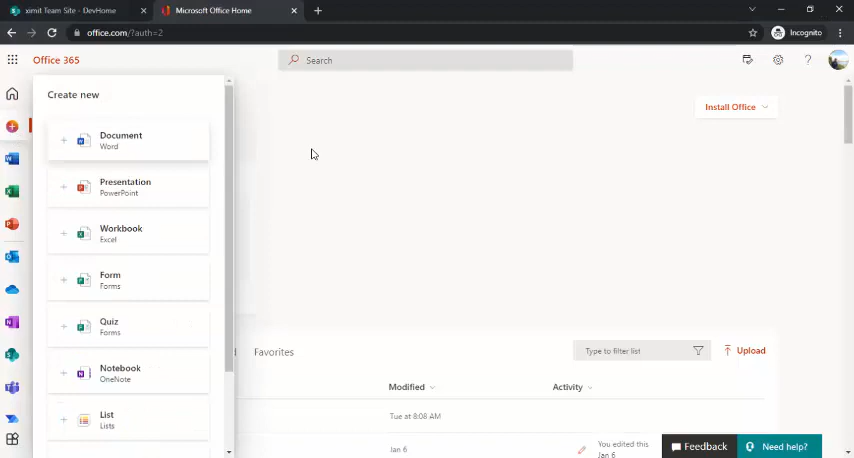 ximit Team Site - DevHome
Microsoft Office Home
office.com/?auth=2
Incognito
Office 365
Search
Create new
Install Office
Document
Word
Presentation
PowerPoint
Workbook
Excel
Form
Forms
Quiz
Forms
Favorites
Type to filter list
Upload
Notebook
OneNote
Modified
Activity
List
Lists
Tue at 8:08 AM
Jan 6
You edited this
Jan 6
Feedback
Need help?